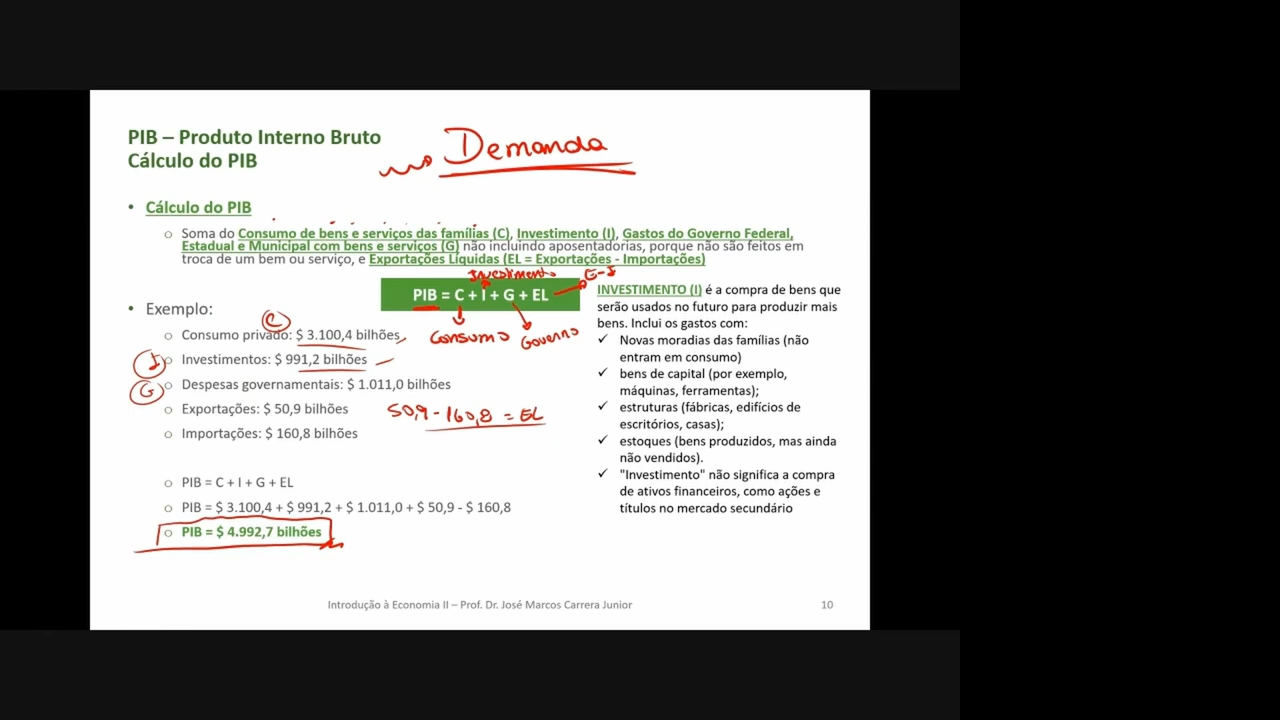 PIB – Produto Interno Bruto
Cálculo do PIB
Demanda
• Cálculo do PIB
Soma do Consumo de bens e serviços das famílias (C), Investimento (I), Gastos do Governo Federal,
Estadual e Municipal com bens e serviços (G) não incluindo aposentadorias, porque não são feitos em
troca de um bem ou serviço, e Exportações Líquidas (EL = Exportações - Importações)
Investimento
E-I
PIB = C + I + G + EL
Consumo
Governo
• Exemplo:
C
Consumo privado: $ 3.100,4 bilhões
I
Investimentos: $ 991,2 bilhões
G
Despesas governamentais: $ 1.011,0 bilhões
Exportações: $ 50,9 bilhões
50,9 - 160,8 = EL
Importações: $ 160,8 bilhões
PIB = C + I + G + EL
PIB = $ 3.100,4 + $ 991,2 + $ 1.011,0 + $ 50,9 - $ 160,8
PIB = $ 4.992,7 bilhões
INVESTIMENTO (I) é a compra de bens que
serão usados no futuro para produzir mais
bens. Inclui os gastos com:
✓ Novas moradias das famílias (não
entram em consumo)
✓ bens de capital (por exemplo,
máquinas, ferramentas);
✓ estruturas (fábricas, edifícios de
escritórios, casas);
✓ estoques (bens produzidos, mas ainda
não vendidos).
✓ "Investimento" não significa a compra
de ativos financeiros, como ações e
títulos no mercado secundário
Introdução à Economia II – Prof. Dr. José Marcos Carrera Junior
10